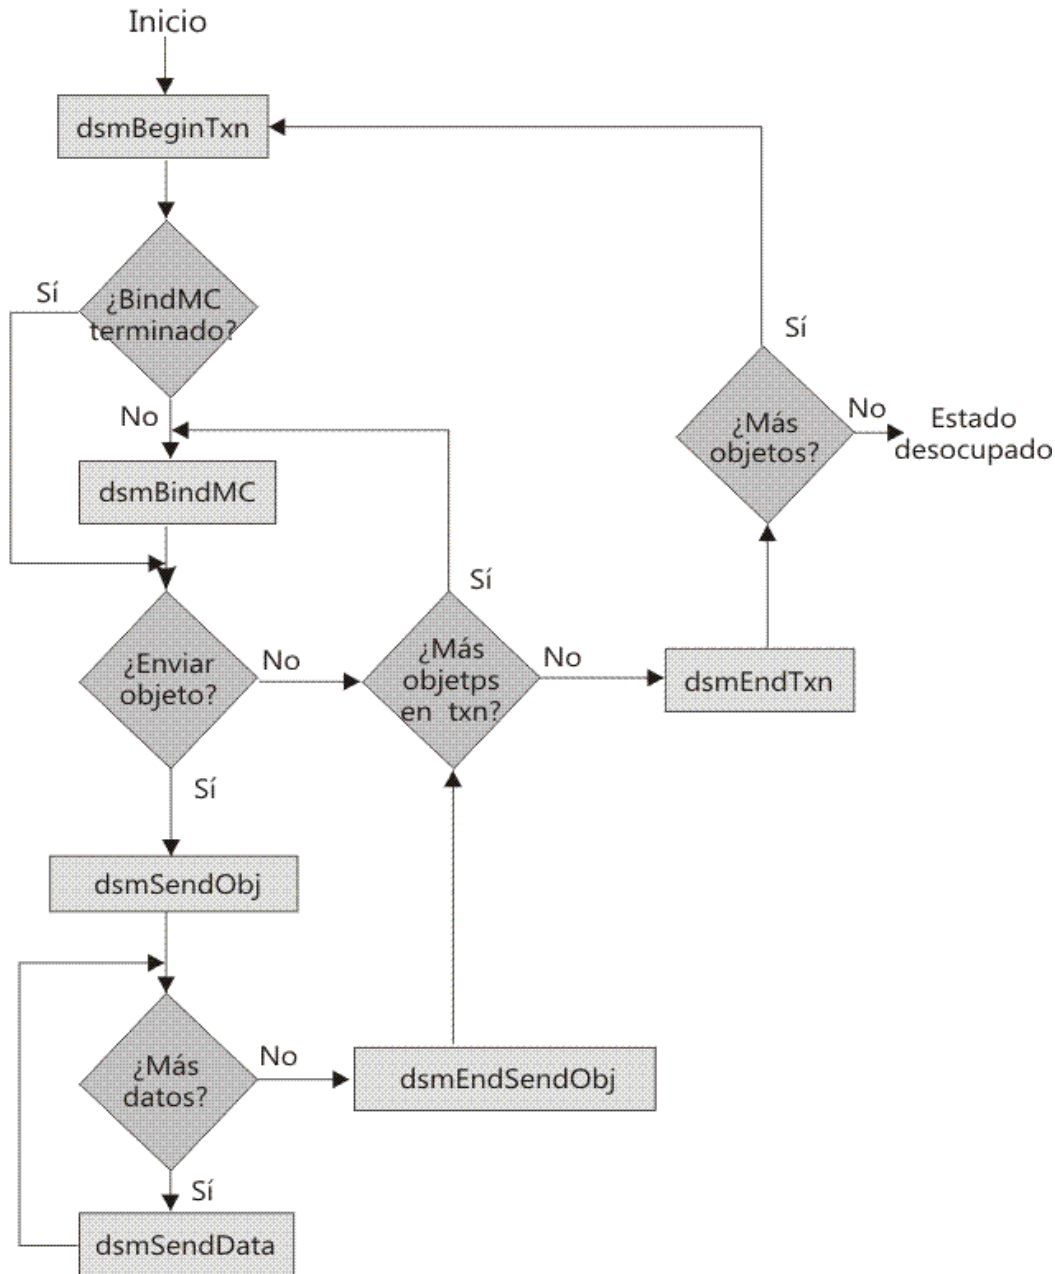 Inicio
dsmBeginTxn
Sí
¿BindMC
terminado?
No
dsmBindMC
¿Enviar
objeto?
No
Sí
¿Más
objetps
en txn?
Sí
No
dsmEndTxn
¿Más
objetos?
Sí
No
Estado
desocupado
dsmSendObj
¿Más
datos?
No
dsmEndSendObj
Sí
dsmSendData